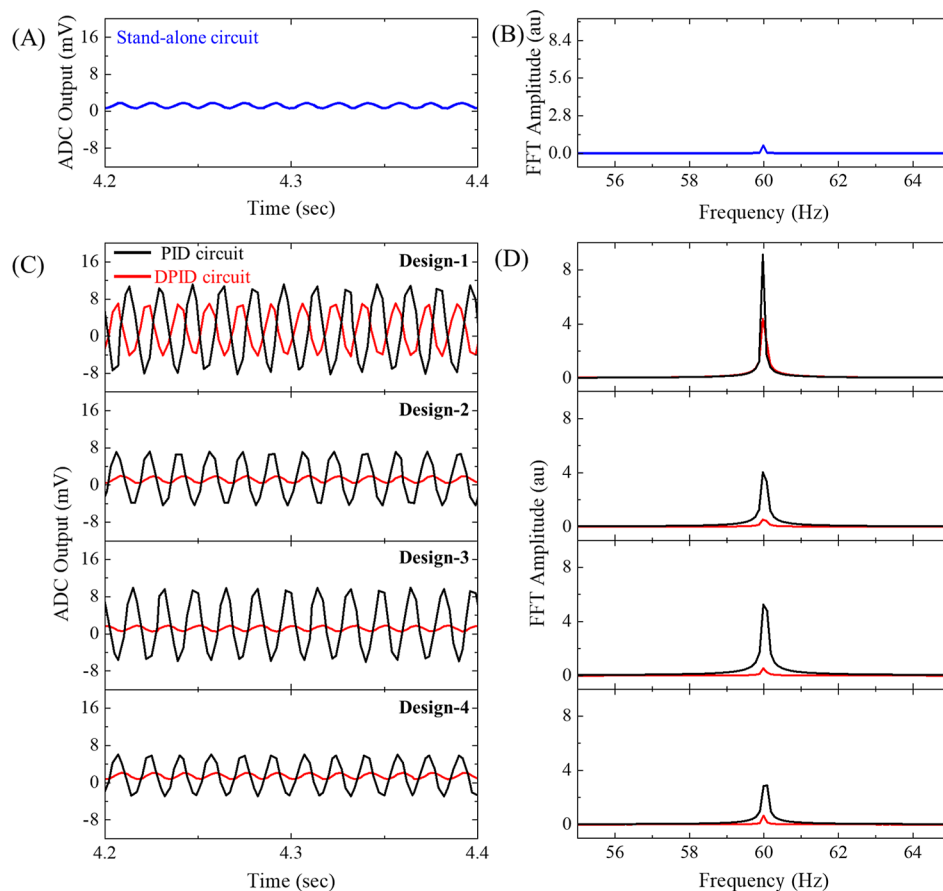 (A)
Stand-alone circuit
ADC Output (mV)
16
8
0
-8
4.2
4.3
4.4
Time (sec)
(B)
FFT Amplitude (au)
8.4
5.6
2.8
0.0
56
58
60
62
64
Frequency (Hz)
(C)
PID circuit
DPID circuit
Design-1
16
8
0
-8
Design-2
16
8
0
-8
Design-3
16
8
0
-8
Design-4
16
8
0
-8
ADC Output (mV)
4.2
4.3
4.4
Time (sec)
(D)
8
4
0
8
4
0
8
4
0
8
4
0
FFT Amplitude (au)
56
58
60
62
64
Frequency (Hz)